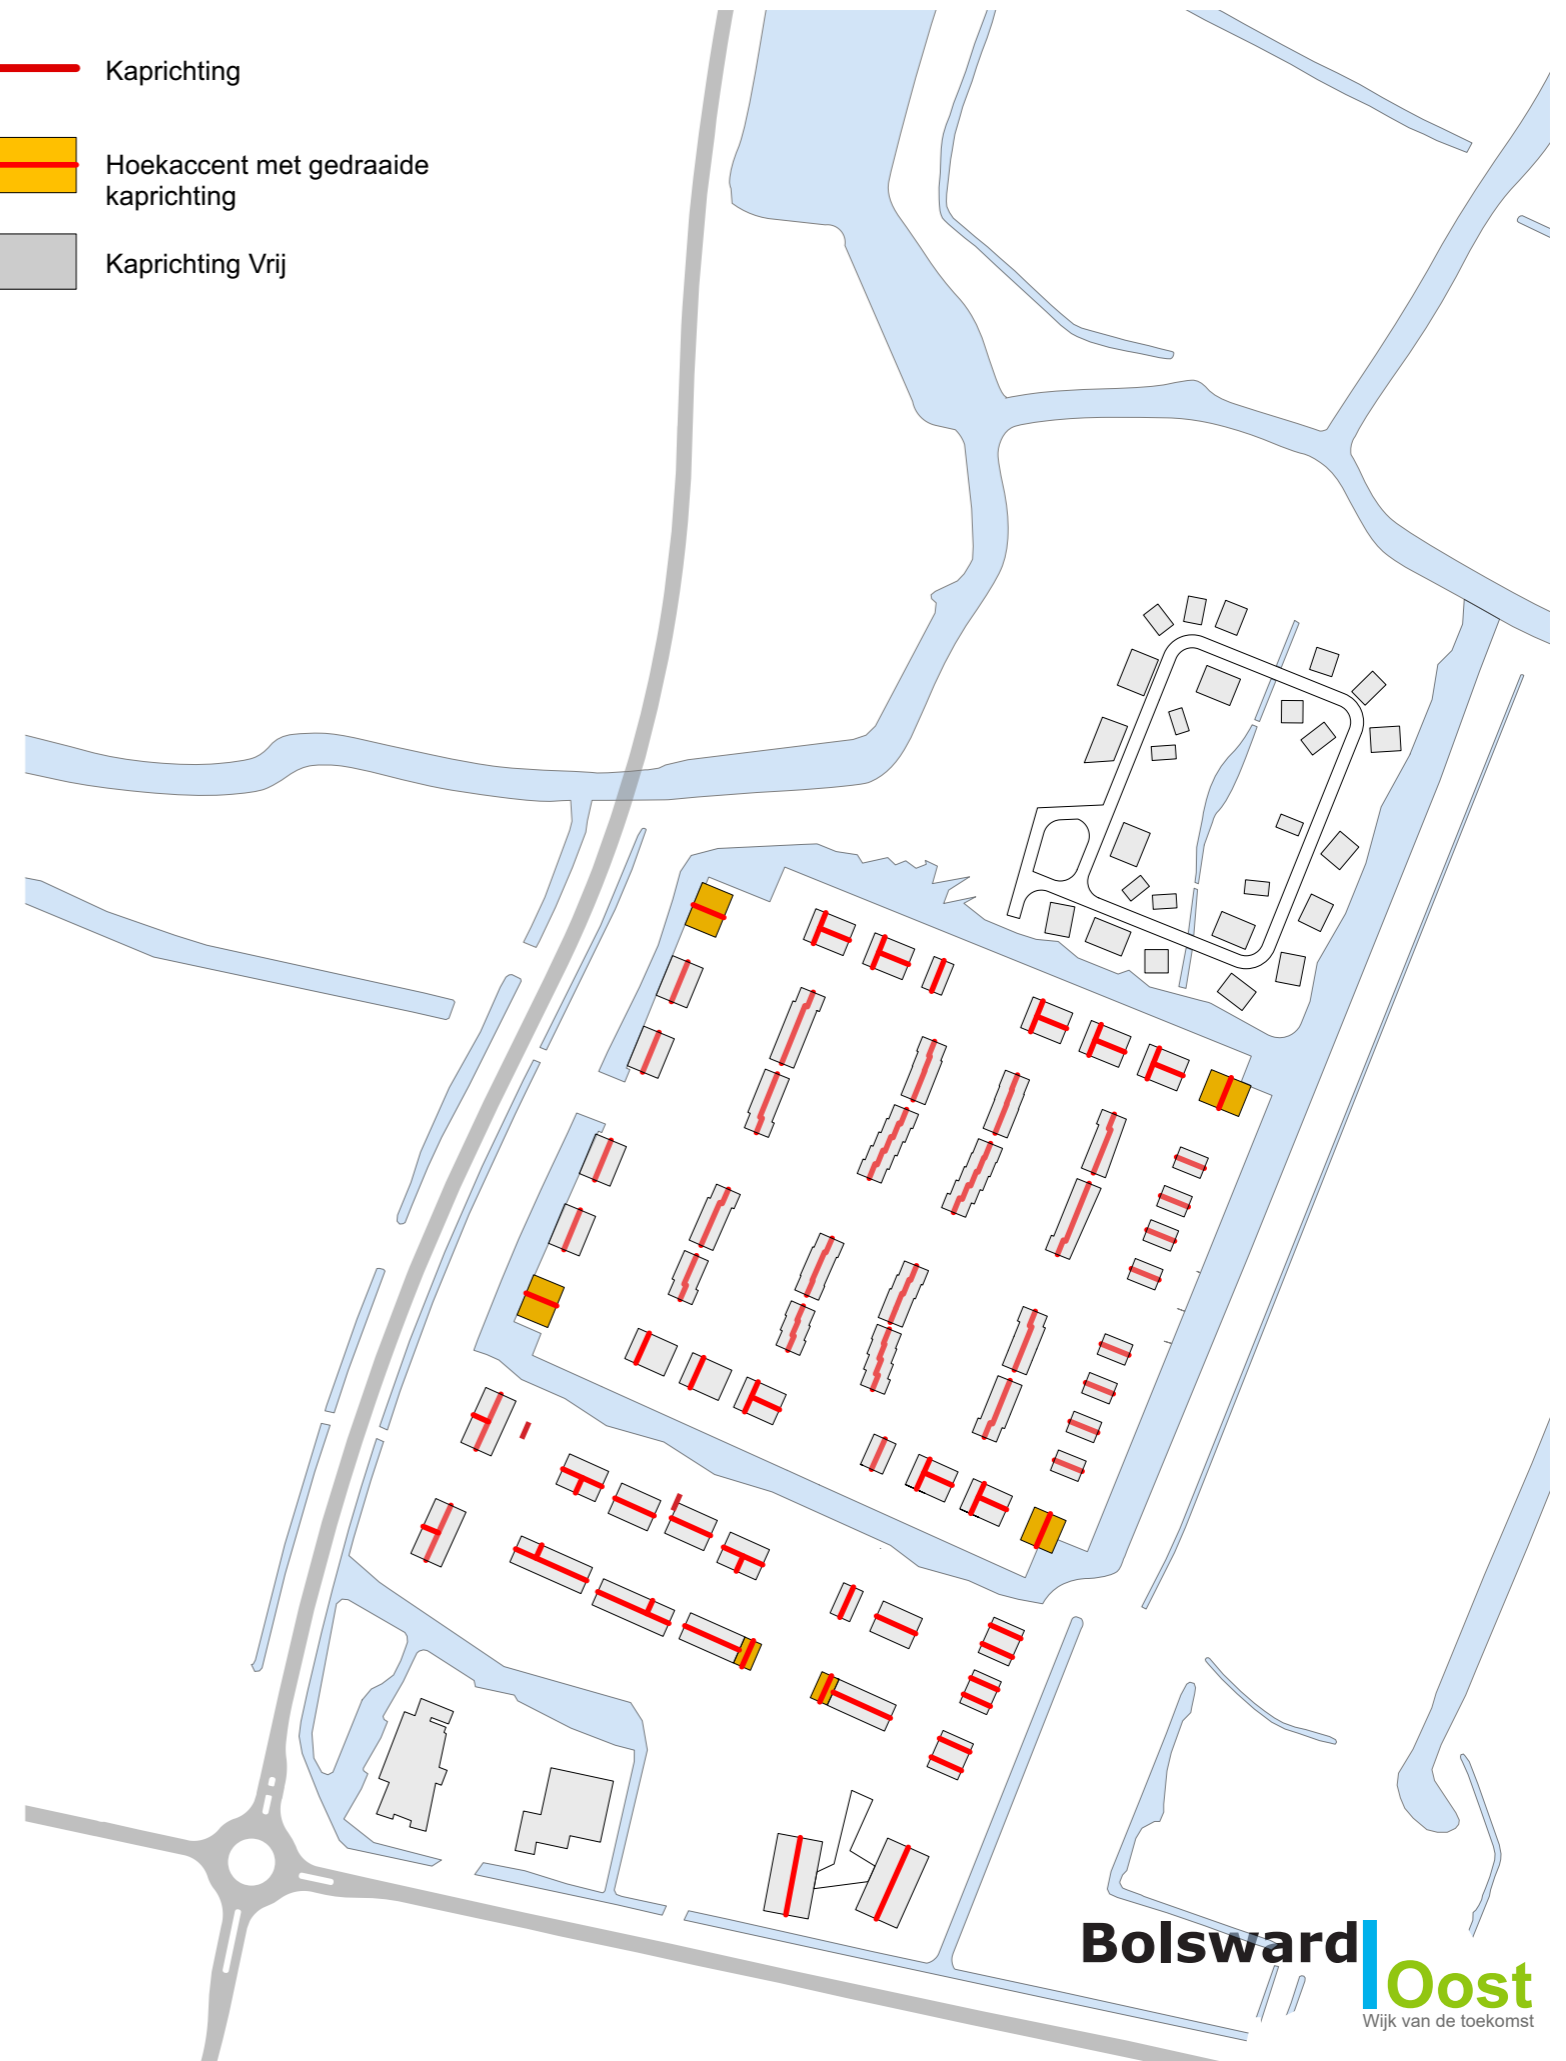 Kaprichting
Hoekaccent met gedraaide
kaprichting
Kaprichting Vrij
Bolsward
Oost
Wijk van de toekomst